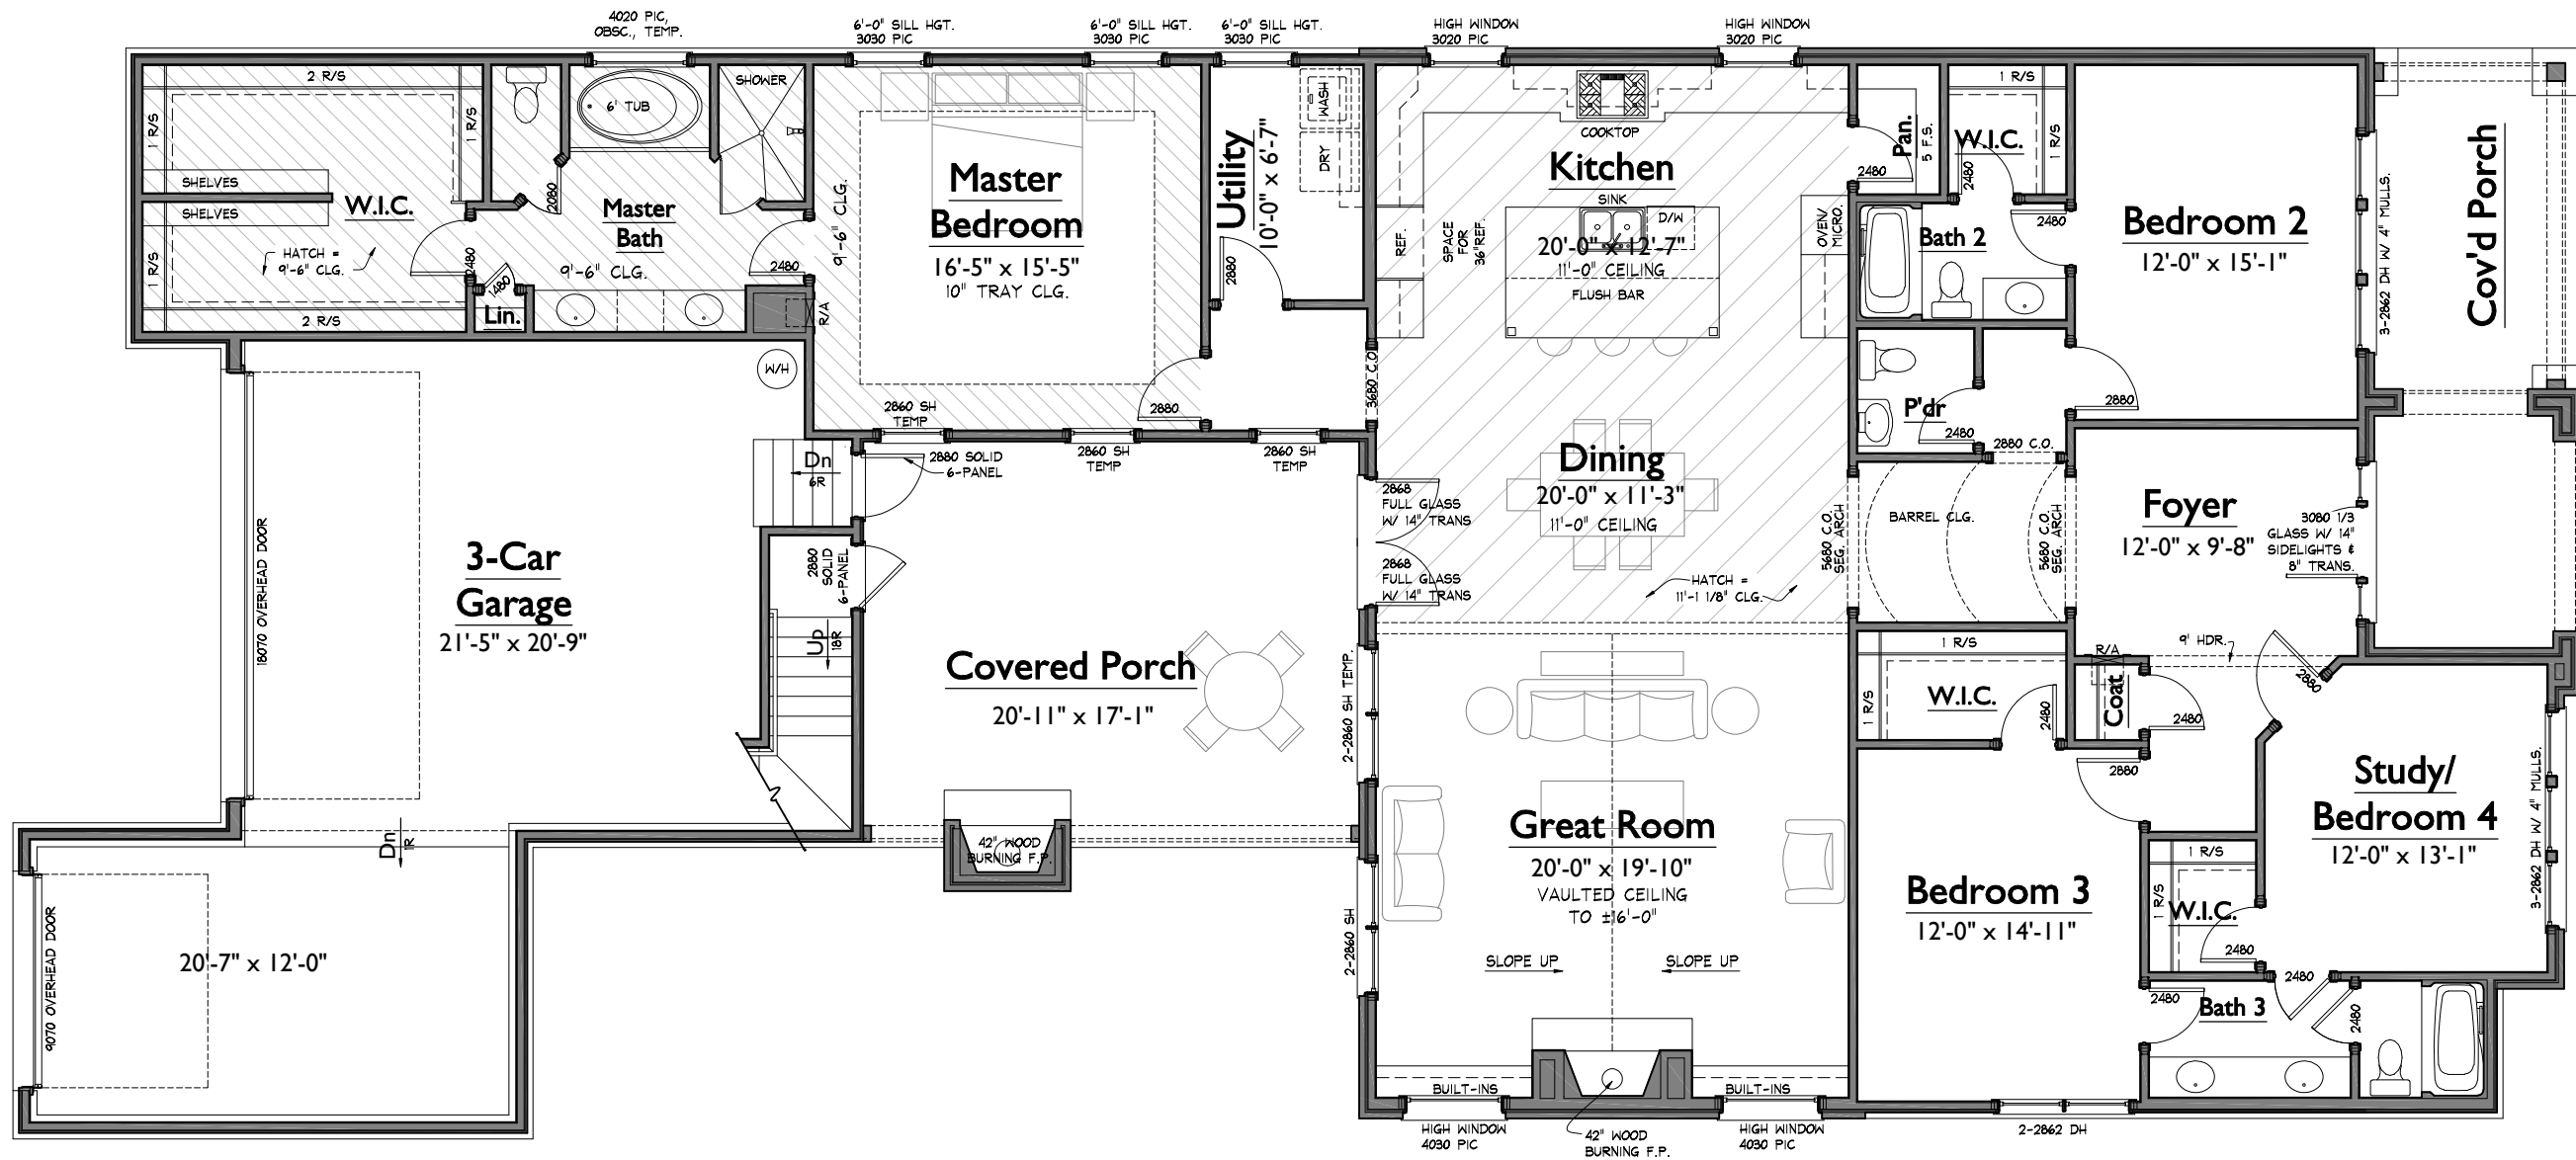 4020 PIC,
OBSC., TEMP.
6'-0" SILL HGT.
3030 PIC
6'-0" SILL HGT.
3030 PIC
6'-0" SILL HGT.
3030 PIC
HIGH WINDOW
3020 PIC
HIGH WINDOW
3020 PIC
2 R/S
1 R/S
1 R/S
SHELVES
SHELVES
W.I.C.
HATCH =
9'-6" CLG.
1 R/S
2 R/S
2480
1480
Lin.
2080
6' TUB
SHOWER
Master
Bath
9'-6" CLG.
2480
R/A
W/H
9'-6" CLG.
Master
Bedroom
16'-5" x 15'-5"
10" TRAY CLG.
2880
2860 SH
TEMP
2860 SH
TEMP
2860 SH
TEMP
Utility
10'-0" x 6'-7"
WASH
DRY
2880
3680 C.O.
Kitchen
COOKTOP
SINK
D/W
20'-0" x 12'-7"
11'-0" CEILING
FLUSH BAR
REF.
SPACE
FOR
36"REF.
OVEN/
MICRO.
Pan.
5 F.S.
2480
W.I.C.
1 R/S
1 R/S
2480
Bath 2
2480
Bedroom 2
12'-0" x 15'-1"
3-2862 DH W/ 4" MULLS.
Cov'd Porch
P'dr
2480
2880
2880 C.O.
Dn
6R
2880 SOLID
6-PANEL
2880
SOLID
6-PANEL
Up
18R
18070 OVERHEAD DOOR
3-Car
Garage
21'-5" x 20'-9"
Covered Porch
20'-11" x 17'-1"
2868
FULL GLASS
W/ 14" TRANS
2868
FULL GLASS
W/ 14" TRANS
Dining
20'-0" x 11'-3"
11'-0" CEILING
HATCH =
11'-1 1/8" CLG.
5680 C.O.
SEG. ARCH
BARREL CLG.
5680 C.O.
SEG. ARCH
Foyer
12'-0" x 9'-8"
3080 1/3
GLASS W/ 14"
SIDELIGHTS &
8" TRANS.
9' HDR.
R/A
1 R/S
1 R/S
W.I.C.
2480
Coat
2480
2880
2880
2-2860 SH TEMP.
2-2860 SH
Great Room
20'-0" x 19'-10"
VAULTED CEILING
TO ±16'-0"
SLOPE UP
SLOPE UP
BUILT-INS
BUILT-INS
HIGH WINDOW
4030 PIC
42" WOOD
BURNING F.P.
HIGH WINDOW
4030 PIC
42" WOOD
BURNING F.P.
Dn
1R
9070 OVERHEAD DOOR
20'-7" x 12'-0"
Bedroom 3
12'-0" x 14'-11"
Study/
Bedroom 4
12'-0" x 13'-1"
3-2862 DH W/ 4" MULLS.
1 R/S
1 R/S
W.I.C.
2480
2480
2480
Bath 3
2480
2-2862 DH